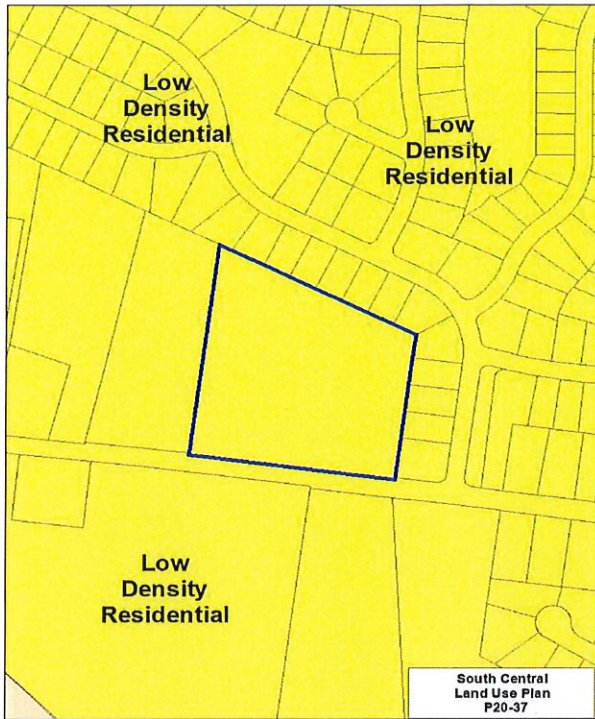 Low
Density
Residential
Low
Density
Residential
Low
Density
Residential
South Central
Land Use Plan
P20-37